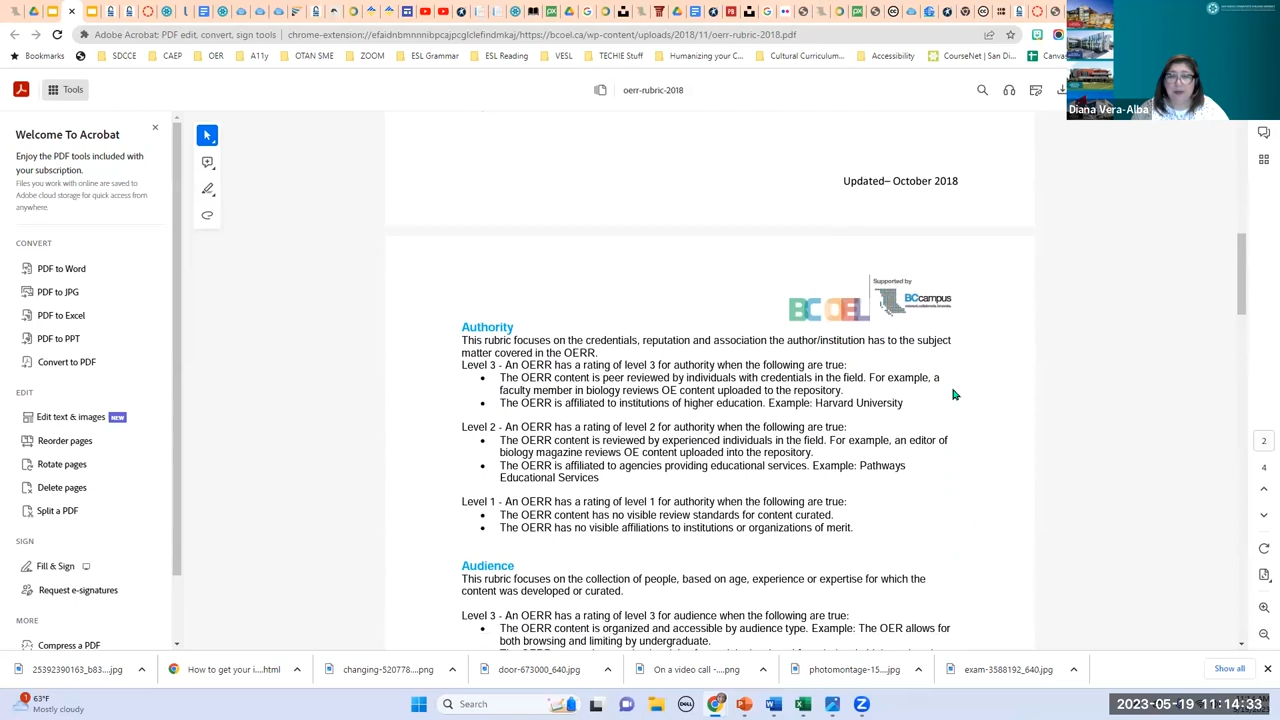 Adobe Acrobat: PDF edit, convert, sign to
bcoel.ca/wp-content/uploads/2018/11/oerr-rubric-2018.pdf
Bookmarks
SDCCE
CAEP
OER
A11y
ESL Grammar
ESL Reading
VESL
TECHIE Stuff
Humanizing your C...
Cultural Curriculum...
Accessibility
CourseNet (San Di...
Tools
oerr-rubric-2018
Diana Vera-Alba
Welcome To Acrobat
Enjoy the PDF tools included with
your subscription.
Files you work with online are saved to
Adobe cloud storage for quick access from
anywhere.
CONVERT
PDF to Word
PDF to JPG
PDF to Excel
PDF to PPT
Convert to PDF
EDIT
Edit text & images NEW
Reorder pages
Rotate pages
Delete pages
Split a PDF
SIGN
Fill & Sign
Request e-signatures
MORE
Compress a PDF
Updated– October 2018
Supported by
BC OEL
BCcampus
Authority
This rubric focuses on the credentials, reputation and association the author/institution has to the subject
matter covered in the OERR.
Level 3 - An OERR has a rating of level 3 for authority when the following are true:
• The OERR content is peer reviewed by individuals with credentials in the field. For example, a
faculty member in biology reviews OE content uploaded to the repository.
• The OERR is affiliated to institutions of higher education. Example: Harvard University
Level 2 - An OERR has a rating of level 2 for authority when the following are true:
• The OERR content is reviewed by experienced individuals in the field. For example, an editor of
biology magazine reviews OE content uploaded into the repository.
• The OERR is affiliated to agencies providing educational services. Example: Pathways
Educational Services
Level 1 - An OERR has a rating of level 1 for authority when the following are true:
• The OERR content has no visible review standards for content curated.
• The OERR has no visible affiliations to institutions or organizations of merit.
Audience
This rubric focuses on the collection of people, based on age, experience or expertise for which the
content was developed or curated.
Level 3 - An OERR has a rating of level 3 for audience when the following are true:
• The OERR content is organized and accessible by audience type. Example: The OER allows for
both browsing and limiting by undergraduate.
2
4
25392390163_b83....jpg
How to get your i....html
changing-520778....png
door-673000_640.jpg
On a video call -....png
photomontage-15....jpg
exam-3588192_640.jpg
Show all
63°F
Mostly cloudy
Search
2023-05-19 11:14:33